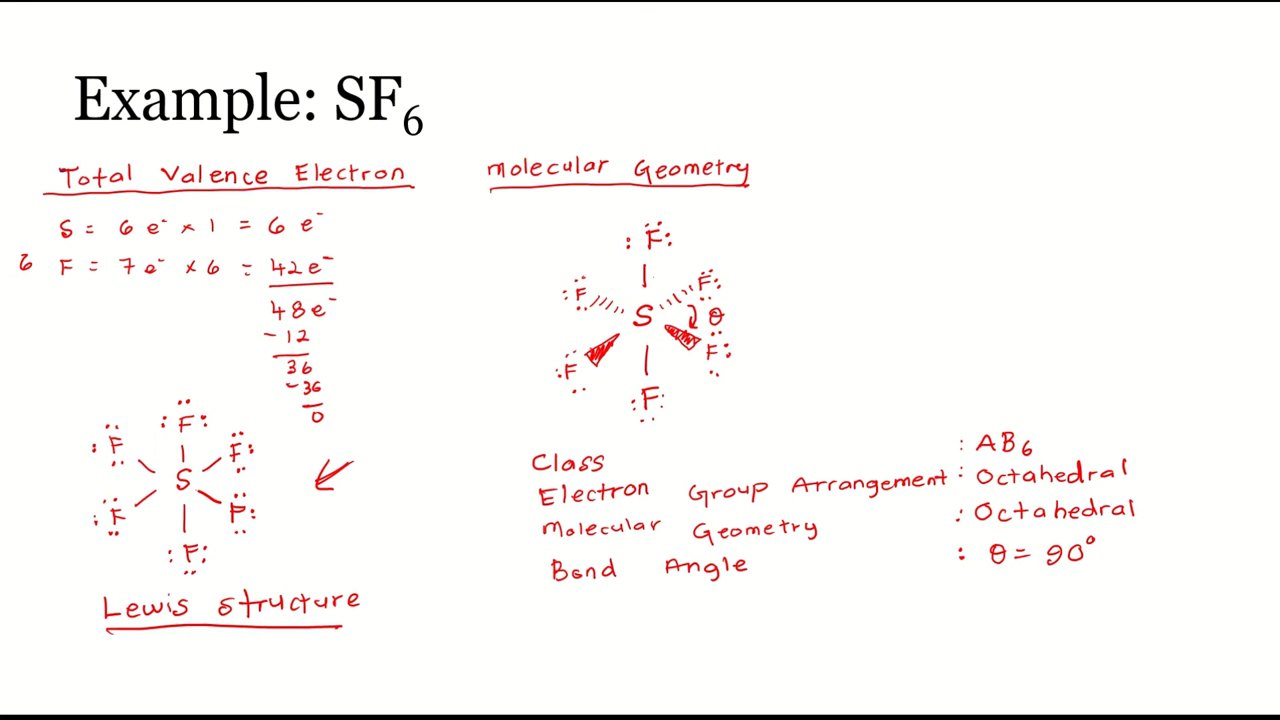 Example: SF₆
Total Valence Electron
S = 6 e⁻ × 1 = 6 e⁻
6 F = 7 e⁻ × 6 = 42 e⁻
48 e⁻
- 12
36
- 36
0
F
F F
S
F F
F
Lewis structure
Molecular Geometry
F
F F
S θ
F F
F
Class : AB₆
Electron Group Arrangement : Octahedral
Molecular Geometry : Octahedral
Bond Angle : θ = 90°